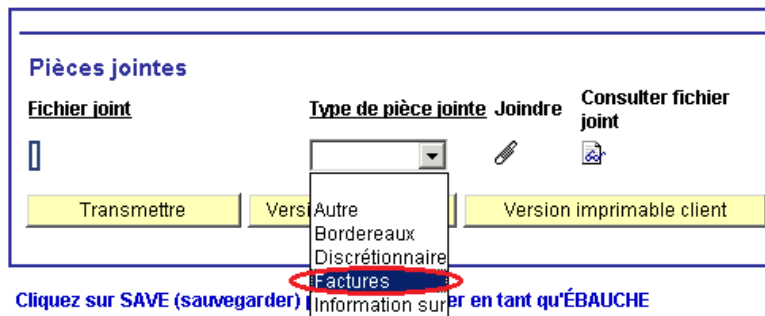 Pièces jointes
Fichier joint Type de pièce jointe Joindre Consulter fichier joint
Transmettre Versi Version imprimable client
Autre
Bordereaux
Discrétionnaire
Factures
Information sur
Cliquez sur SAVE (sauvegarder) er en tant qu'ÉBAUCHE